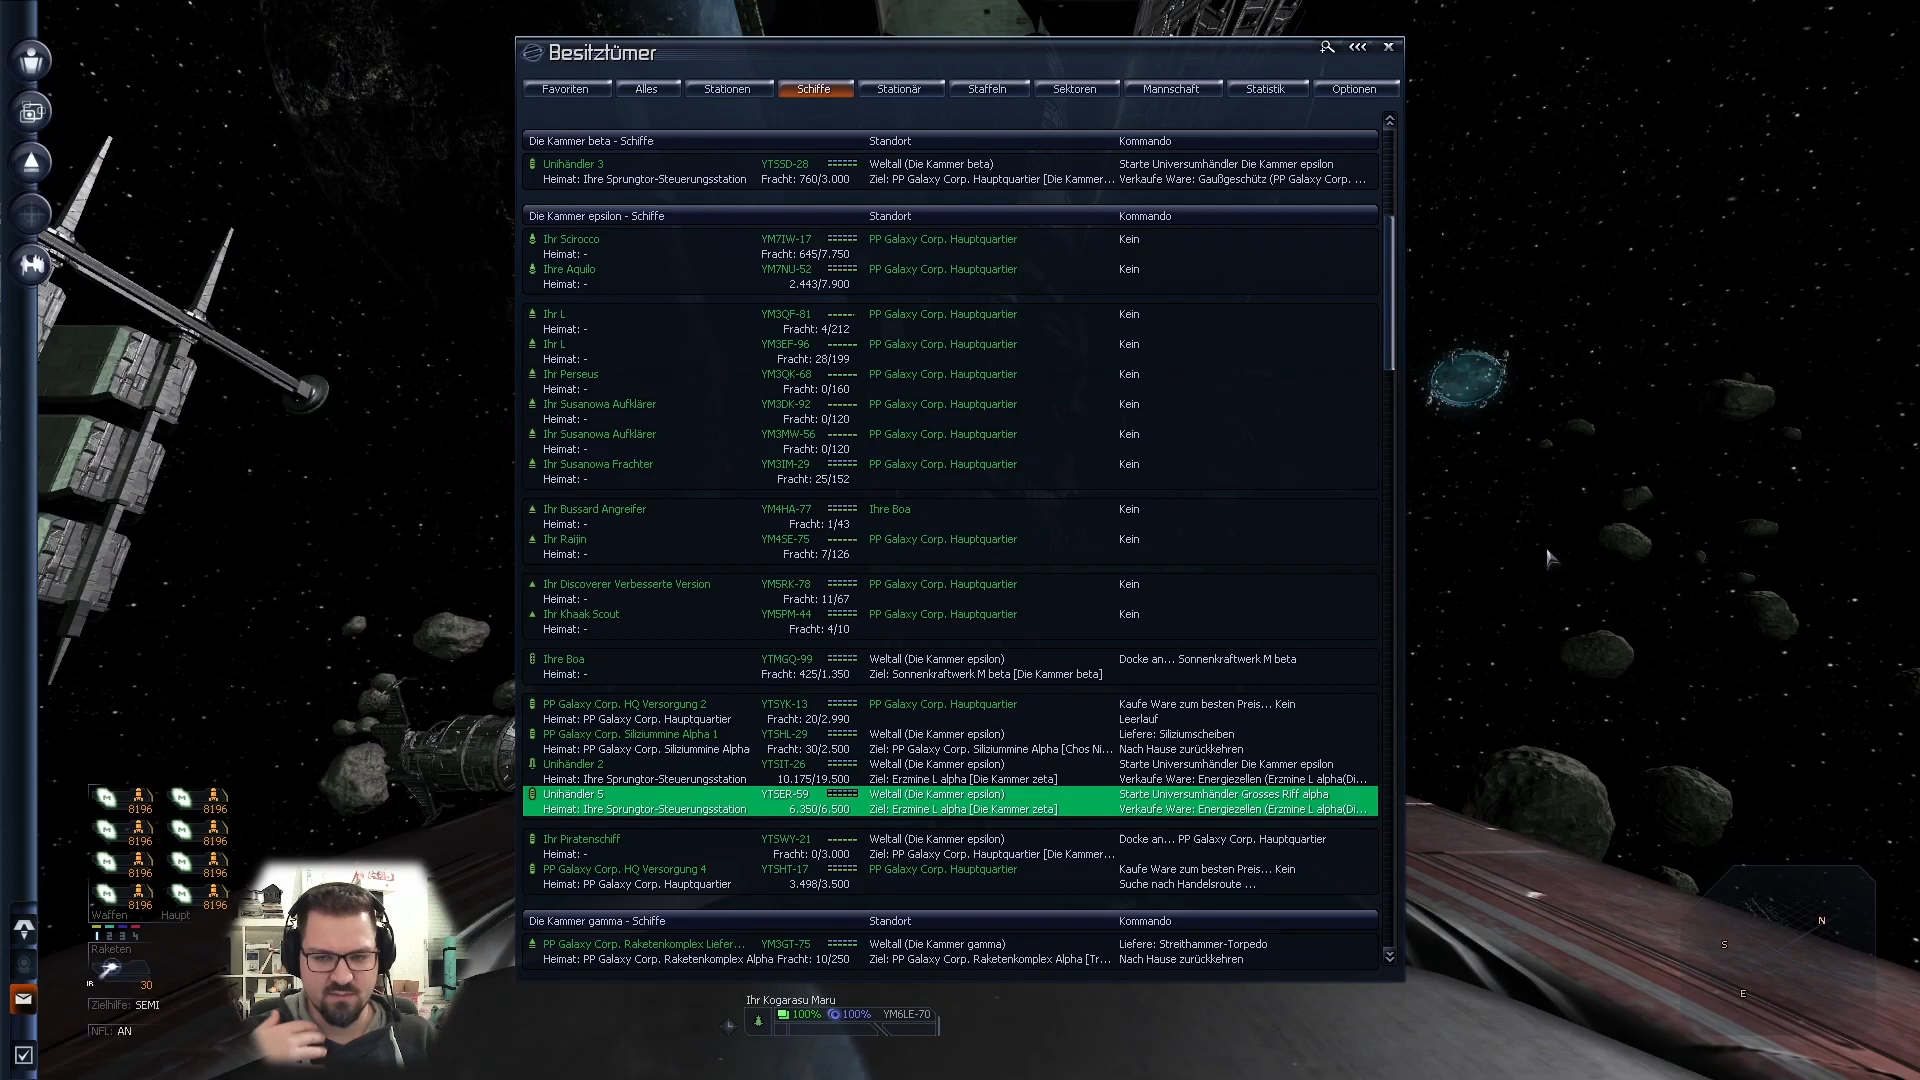 Besitztümer
Favoriten Alles Stationen Schiffe Stationär Staffeln Sektoren Mannschaft Statistik Optionen
Die Kammer beta - Schiffe Standort Kommando
Unihändler 3 YTSSD-28 Weltall (Die Kammer beta) Starte Universumhändler Die Kammer epsilon
Heimat: Ihre Sprungtor-Steuerungsstation Fracht: 760/3.000 Ziel: PP Galaxy Corp. Hauptquartier [Die Kammer... Verkaufe Ware: Gaußgeschütz (PP Galaxy Corp. ...
Die Kammer epsilon - Schiffe Standort Kommando
Ihr Scirocco YM7IW-17 PP Galaxy Corp. Hauptquartier Kein
Heimat: - Fracht: 645/7.750
Ihre Aquilo YM7NU-52 PP Galaxy Corp. Hauptquartier Kein
Heimat: - 2.443/7.900
Ihr L YM3QF-81 PP Galaxy Corp. Hauptquartier Kein
Heimat: - Fracht: 4/212
Ihr L YM3EF-96 PP Galaxy Corp. Hauptquartier Kein
Heimat: - Fracht: 28/199
Ihr Perseus YM3QK-68 PP Galaxy Corp. Hauptquartier Kein
Heimat: - Fracht: 0/160
Ihr Susanowa Aufklärer YM3DK-92 PP Galaxy Corp. Hauptquartier Kein
Heimat: - Fracht: 0/120
Ihr Susanowa Aufklärer YM3MW-56 PP Galaxy Corp. Hauptquartier Kein
Heimat: - Fracht: 0/120
Ihr Susanowa Frachter YM3IM-29 PP Galaxy Corp. Hauptquartier Kein
Heimat: - Fracht: 25/152
Ihr Bussard Angreifer YM4HA-77 Ihre Boa Kein
Heimat: - Fracht: 1/43
Ihr Raijin YM4SE-75 PP Galaxy Corp. Hauptquartier Kein
Heimat: - Fracht: 7/126
Ihr Discoverer Verbesserte Version YM5RK-78 PP Galaxy Corp. Hauptquartier Kein
Heimat: - Fracht: 11/67
Ihr Khaak Scout YM5PM-44 PP Galaxy Corp. Hauptquartier Kein
Heimat: - Fracht: 4/10
Ihre Boa YTMGQ-99 Weltall (Die Kammer epsilon) Docke an... Sonnenkraftwerk M beta
Heimat: - Fracht: 425/1.350 Ziel: Sonnenkraftwerk M beta [Die Kammer beta]
PP Galaxy Corp. HQ Versorgung 2 YTSYK-13 PP Galaxy Corp. Hauptquartier Kaufe Ware zum besten Preis... Kein
Heimat: PP Galaxy Corp. Hauptquartier Fracht: 20/2.990 Leerlauf
PP Galaxy Corp. Siliziummine Alpha 1 YTSHL-29 Weltall (Die Kammer epsilon) Liefere: Siliziumscheiben
Heimat: PP Galaxy Corp. Siliziummine Alpha Fracht: 30/2.500 Ziel: PP Galaxy Corp. Siliziummine Alpha [Chos Ni... Nach Hause zurückkehren
Unihändler 2 YTSIT-26 Weltall (Die Kammer epsilon) Starte Universumhändler Die Kammer epsilon
Heimat: Ihre Sprungtor-Steuerungsstation 10.175/19.500 Ziel: Erzmine L alpha [Die Kammer zeta] Verkaufe Ware: Energiezellen (Erzmine L alpha(Di...
Unihändler 5 YTSER-59 Weltall (Die Kammer epsilon) Starte Universumhändler Grosses Riff alpha
Heimat: Ihre Sprungtor-Steuerungsstation 6.350/6.500 Ziel: Erzmine L alpha [Die Kammer zeta] Verkaufe Ware: Energiezellen (Erzmine L alpha(Di...
Ihr Piratenschiff YTSWY-21 Weltall (Die Kammer epsilon) Docke an... PP Galaxy Corp. Hauptquartier
Heimat: - Fracht: 0/3.000 Ziel: PP Galaxy Corp. Hauptquartier [Die Kammer...
PP Galaxy Corp. HQ Versorgung 4 YTSHT-17 PP Galaxy Corp. Hauptquartier Kaufe Ware zum besten Preis... Kein
Heimat: PP Galaxy Corp. Hauptquartier 3.498/3.500 Suche nach Handelsroute ...
Die Kammer gamma - Schiffe Standort Kommando
PP Galaxy Corp. Raketenkomplex Liefer... YM3GT-75 Weltall (Die Kammer gamma) Liefere: Streithammer-Torpedo
Heimat: PP Galaxy Corp. Raketenkomplex Alpha Fracht: 10/250 Ziel: PP Galaxy Corp. Raketenkomplex Alpha [Tr... Nach Hause zurückkehren
8196 8196
8196 8196
8196 8196
8196 8196
Waffen Haupt
1 2 3 4
Raketen
IR 30
Zielhilfe: SEMI
NFL: AN
Ihr Kogarasu Maru
100% 100% YM6LE-70
N
S
E